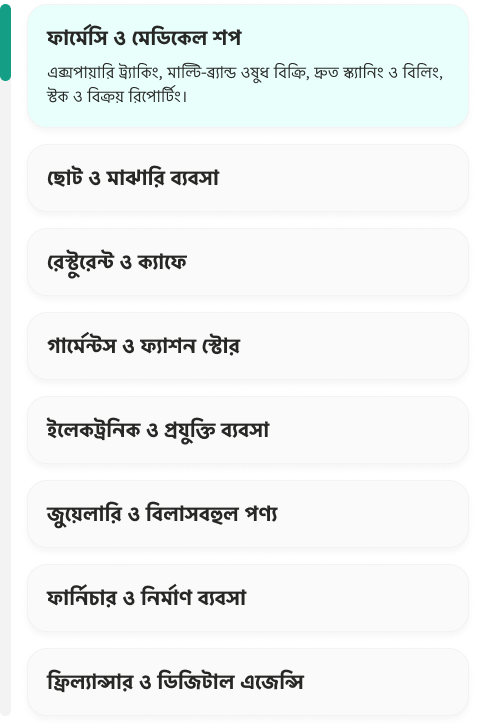 ফার্মেসি ও মেডিকেল শপ
এক্সপায়ারি ট্র্যাকিং, মাল্টি-ব্র্যান্ড ওষুধ বিক্রি, দ্রুত স্ক্যানিং ও বিলিং,
স্টক ও বিক্রয় রিপোর্টিং।
ছোট ও মাঝারি ব্যবসা
রেস্টুরেন্ট ও ক্যাফে
গার্মেন্টস ও ফ্যাশন স্টোর
ইলেকট্রনিক ও প্রযুক্তি ব্যবসা
জুয়েলারি ও বিলাসবহুল পণ্য
ফার্নিচার ও নির্মাণ ব্যবসা
ফ্রিল্যান্সার ও ডিজিটাল এজেন্সি